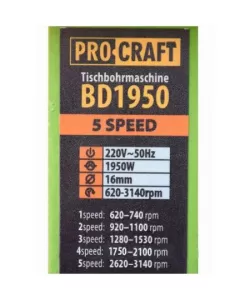 PRO·CRAFT
Tischbohrmaschine
BD1950
5 SPEED
220V~50Hz
1950W
16mm
620-3140rpm
1speed: 620-740 rpm
2speed: 920-1100 rpm
3speed: 1280-1530 rpm
4speed: 1750-2100 rpm
5speed: 2620-3140 rpm